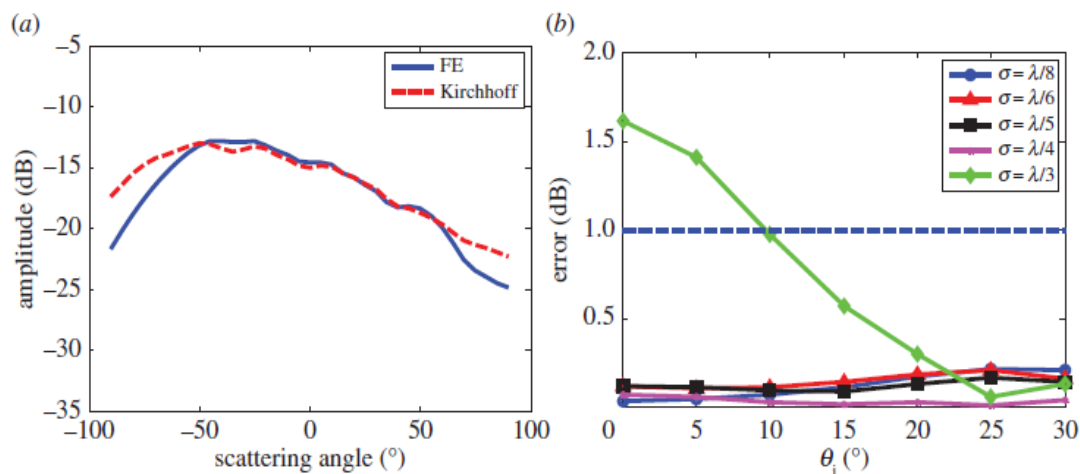 (a)
–5
–10
–15
–20
–25
–30
–35
amplitude (dB)
FE
Kirchhoff
–100
–50
0
50
100
scattering angle (°)
(b)
2.0
1.5
1.0
0.5
error (dB)
σ = λ/8
σ = λ/6
σ = λ/5
σ = λ/4
σ = λ/3
0
5
10
15
20
25
30
θi (°)